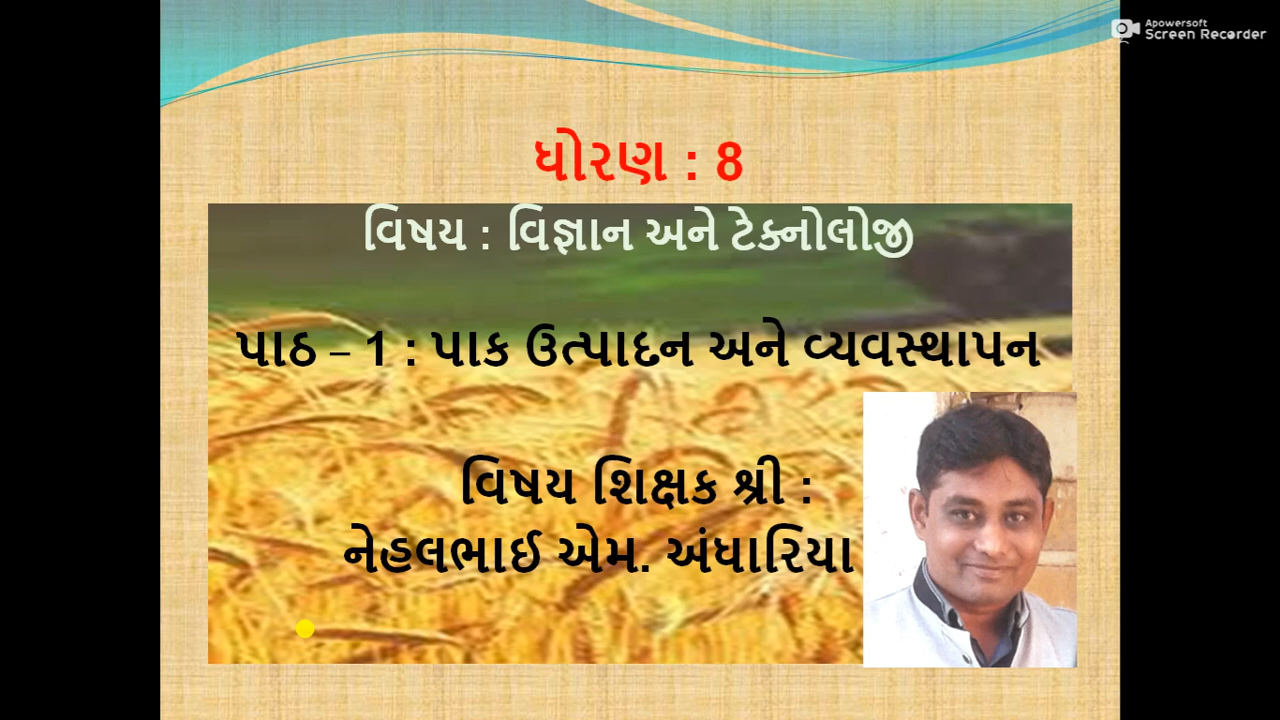 Apowersoft
Screen Recorder
ધોરણ : 8
વિષય : વિજ્ઞાન અને ટેક્નોલોજી
પાઠ – 1 : પાક ઉત્પાદન અને વ્યવસ્થાપન
વિષય શિક્ષક શ્રી :
નેહલભાઈ એમ. અંધારિયા